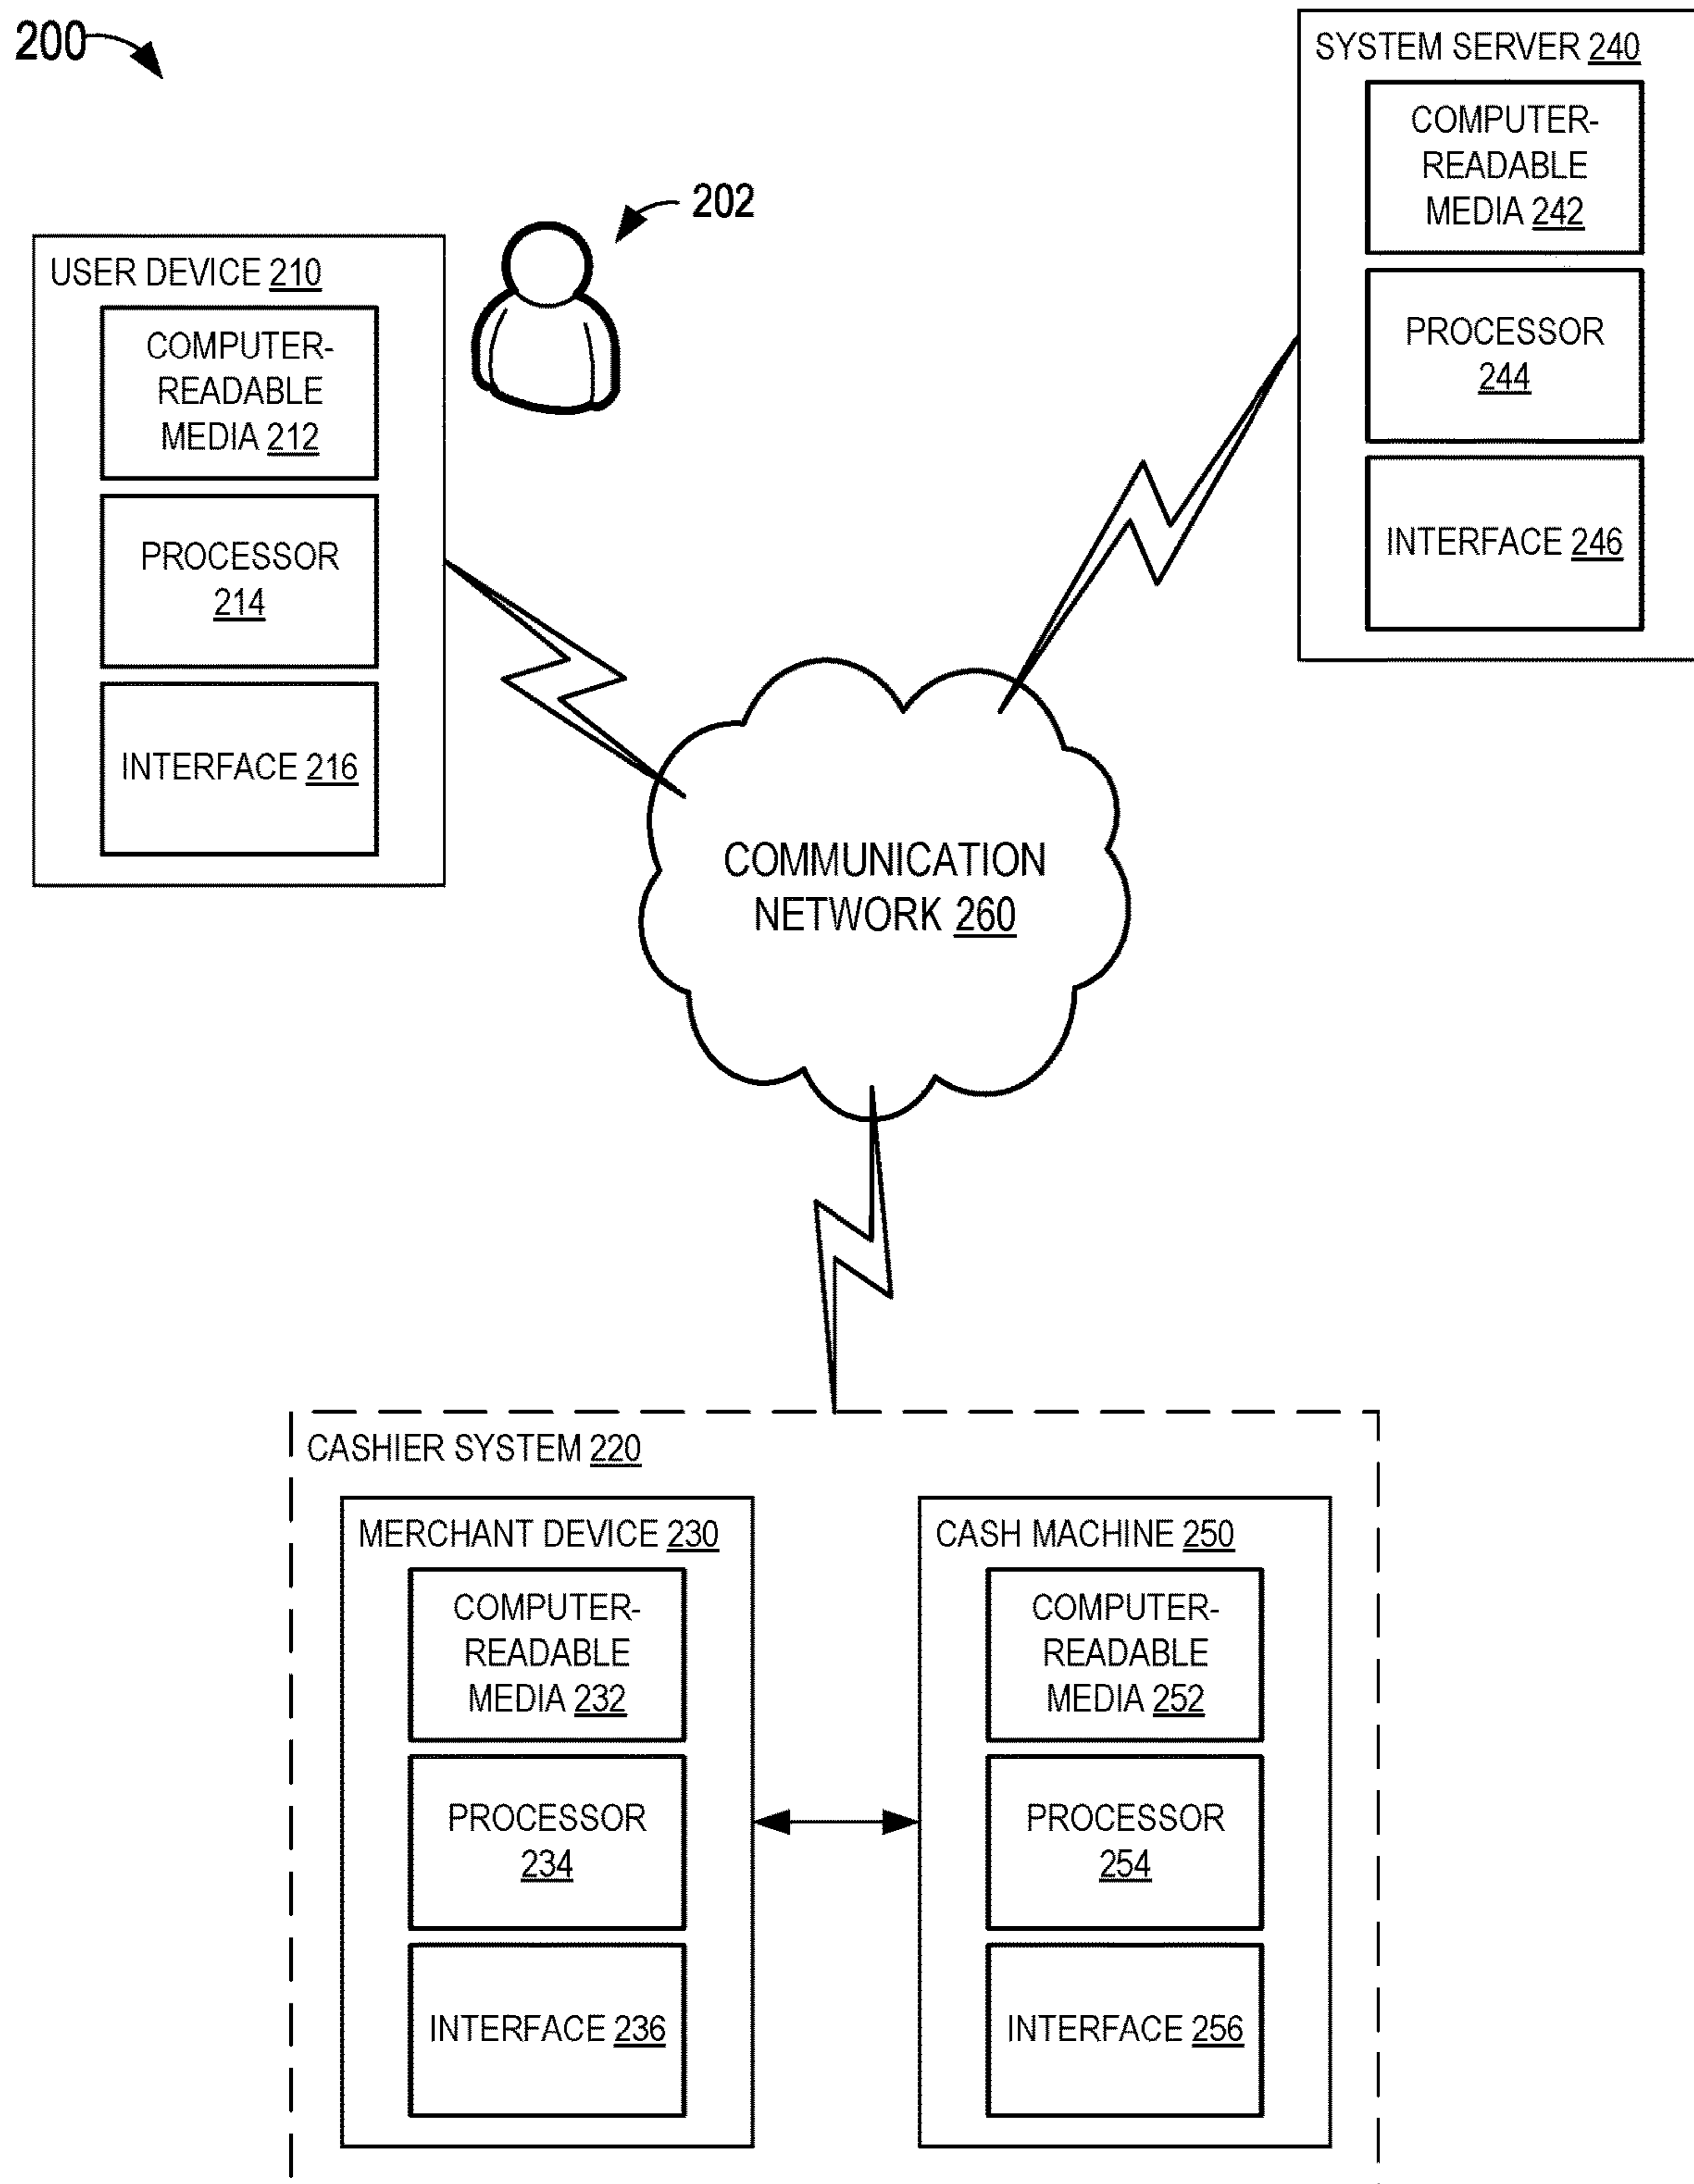 200
SYSTEM SERVER 240
COMPUTER-
READABLE
MEDIA 242
PROCESSOR
244
INTERFACE 246
202
USER DEVICE 210
COMPUTER-
READABLE
MEDIA 212
PROCESSOR
214
INTERFACE 216
COMMUNICATION
NETWORK 260
CASHIER SYSTEM 220
MERCHANT DEVICE 230
COMPUTER-
READABLE
MEDIA 232
PROCESSOR
234
INTERFACE 236
CASH MACHINE 250
COMPUTER-
READABLE
MEDIA 252
PROCESSOR
254
INTERFACE 256